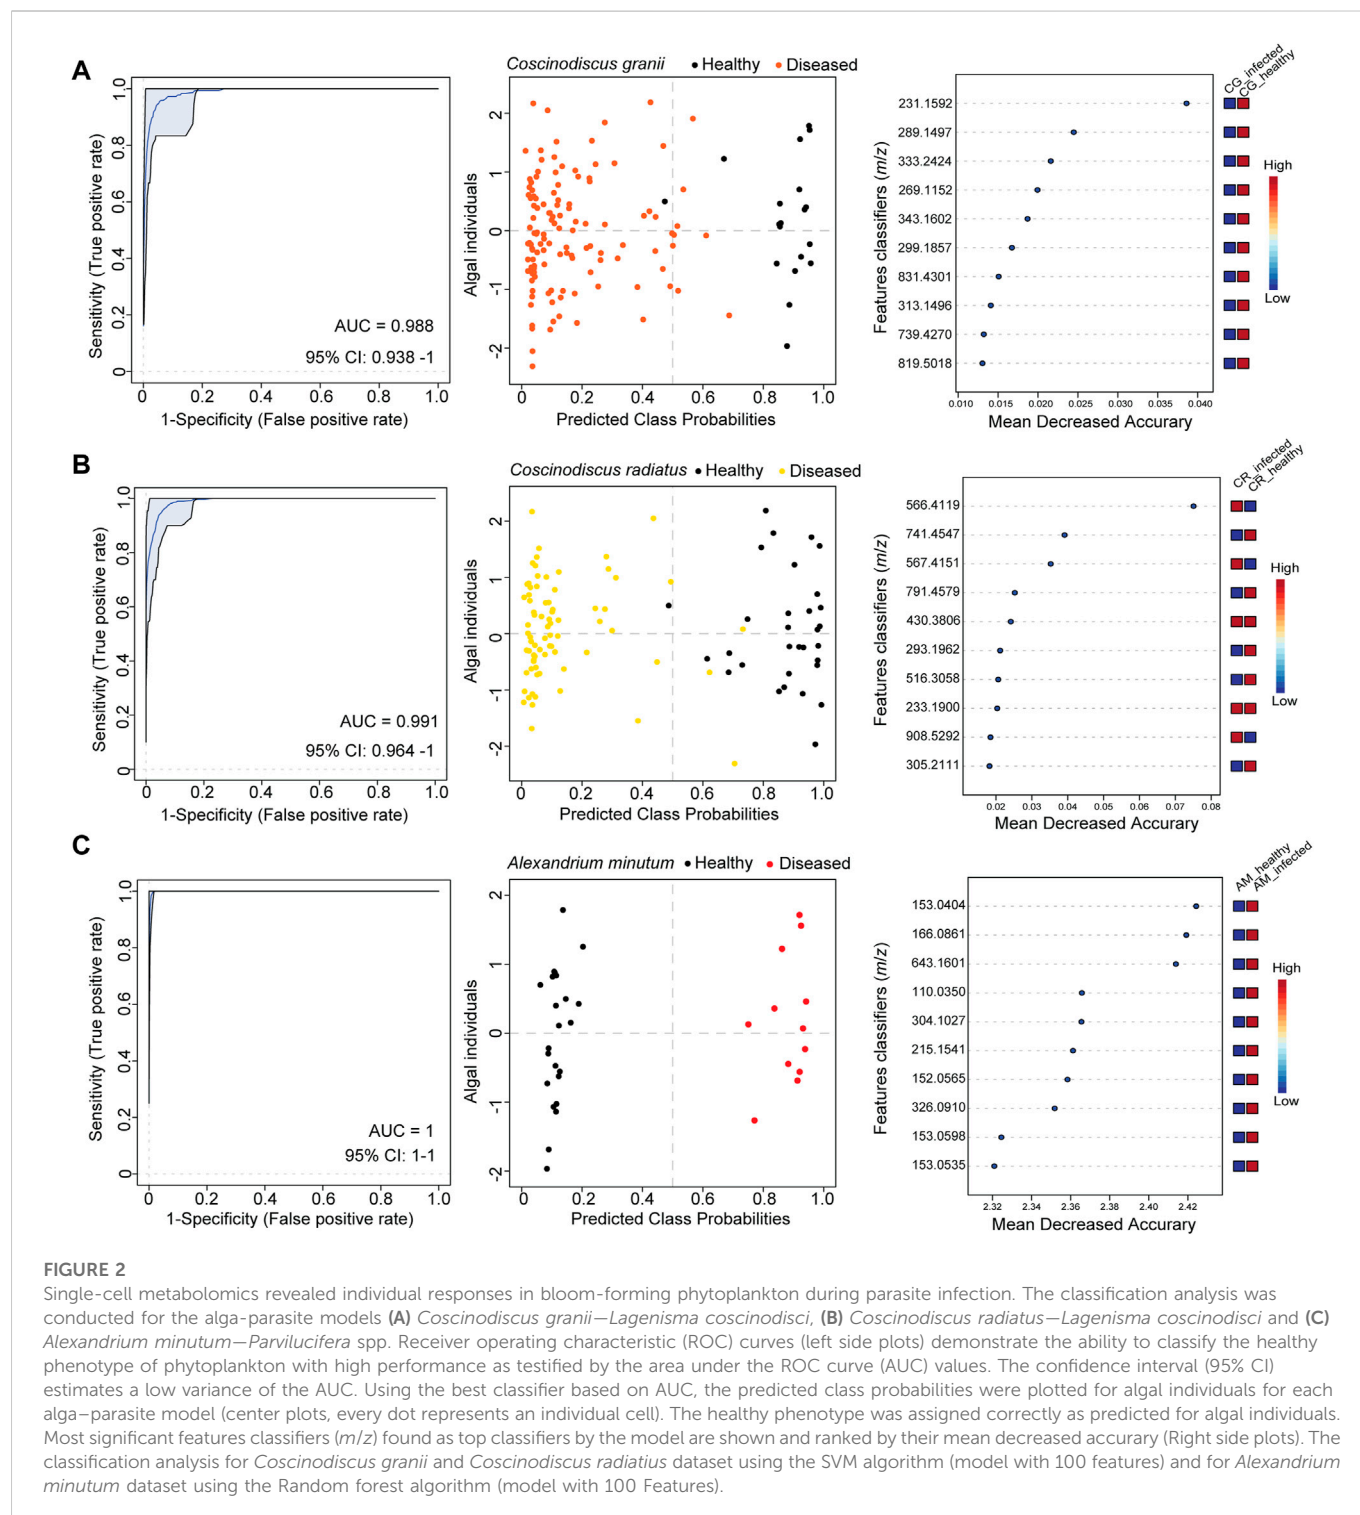 A
Coscinodiscus granii ● Healthy ● Diseased
Sensitivity (True positive rate)
0 0.2 0.4 0.6 0.8 1.0
AUC = 0.988
95% CI: 0.938 -1
0 0.2 0.4 0.6 0.8 1.0
1-Specificity (False positive rate)
Algal individuals
-2 -1 0 1 2
0 0.2 0.4 0.6 0.8 1.0
Predicted Class Probabilities
Features classifiers (m/z)
231.1592
289.1497
333.2424
269.1152
343.1602
299.1857
831.4301
313.1496
739.4270
819.5018
0.010 0.015 0.020 0.025 0.030 0.035 0.040
Mean Decreased Accurary
CG_infected
CG_healthy
High
Low
B
Coscinodiscus radiatus ● Healthy ● Diseased
Sensitivity (True positive rate)
0 0.2 0.4 0.6 0.8 1.0
AUC = 0.991
95% CI: 0.964 -1
0 0.2 0.4 0.6 0.8 1.0
1-Specificity (False positive rate)
Algal individuals
-2 -1 0 1 2
0 0.2 0.4 0.6 0.8 1.0
Predicted Class Probabilities
Features classifiers (m/z)
566.4119
741.4547
567.4151
791.4579
430.3806
293.1962
516.3058
233.1900
908.5292
305.2111
0.02 0.03 0.04 0.05 0.06 0.07 0.08
Mean Decreased Accurary
CR_infected
CR_healthy
High
Low
C
Alexandrium minutum ● Healthy ● Diseased
Sensitivity (True positive rate)
0 0.2 0.4 0.6 0.8 1.0
AUC = 1
95% CI: 1-1
0 0.2 0.4 0.6 0.8 1.0
1-Specificity (False positive rate)
Algal individuals
-2 -1 0 1 2
0 0.2 0.4 0.6 0.8 1.0
Predicted Class Probabilities
Features classifiers (m/z)
153.0404
166.0861
643.1601
110.0350
304.1027
215.1541
152.0565
326.0910
153.0598
153.0535
2.32 2.34 2.36 2.38 2.40 2.42
Mean Decreased Accurary
AM_healthy
AM_infected
High
Low
FIGURE 2
Single-cell metabolomics revealed individual responses in bloom-forming phytoplankton during parasite infection. The classification analysis was
conducted for the alga-parasite models (A) Coscinodiscus granii—Lagenisma coscinodisci, (B) Coscinodiscus radiatus—Lagenisma coscinodisci and (C)
Alexandrium minutum—Parvilucifera spp. Receiver operating characteristic (ROC) curves (left side plots) demonstrate the ability to classify the healthy
phenotype of phytoplankton with high performance as testified by the area under the ROC curve (AUC) values. The confidence interval (95% CI)
estimates a low variance of the AUC. Using the best classifier based on AUC, the predicted class probabilities were plotted for algal individuals for each
alga–parasite model (center plots, every dot represents an individual cell). The healthy phenotype was assigned correctly as predicted for algal individuals.
Most significant features classifiers (m/z) found as top classifiers by the model are shown and ranked by their mean decreased accurary (Right side plots). The
classification analysis for Coscinodiscus granii and Coscinodiscus radiatius dataset using the SVM algorithm (model with 100 features) and for Alexandrium
minutum dataset using the Random forest algorithm (model with 100 Features).